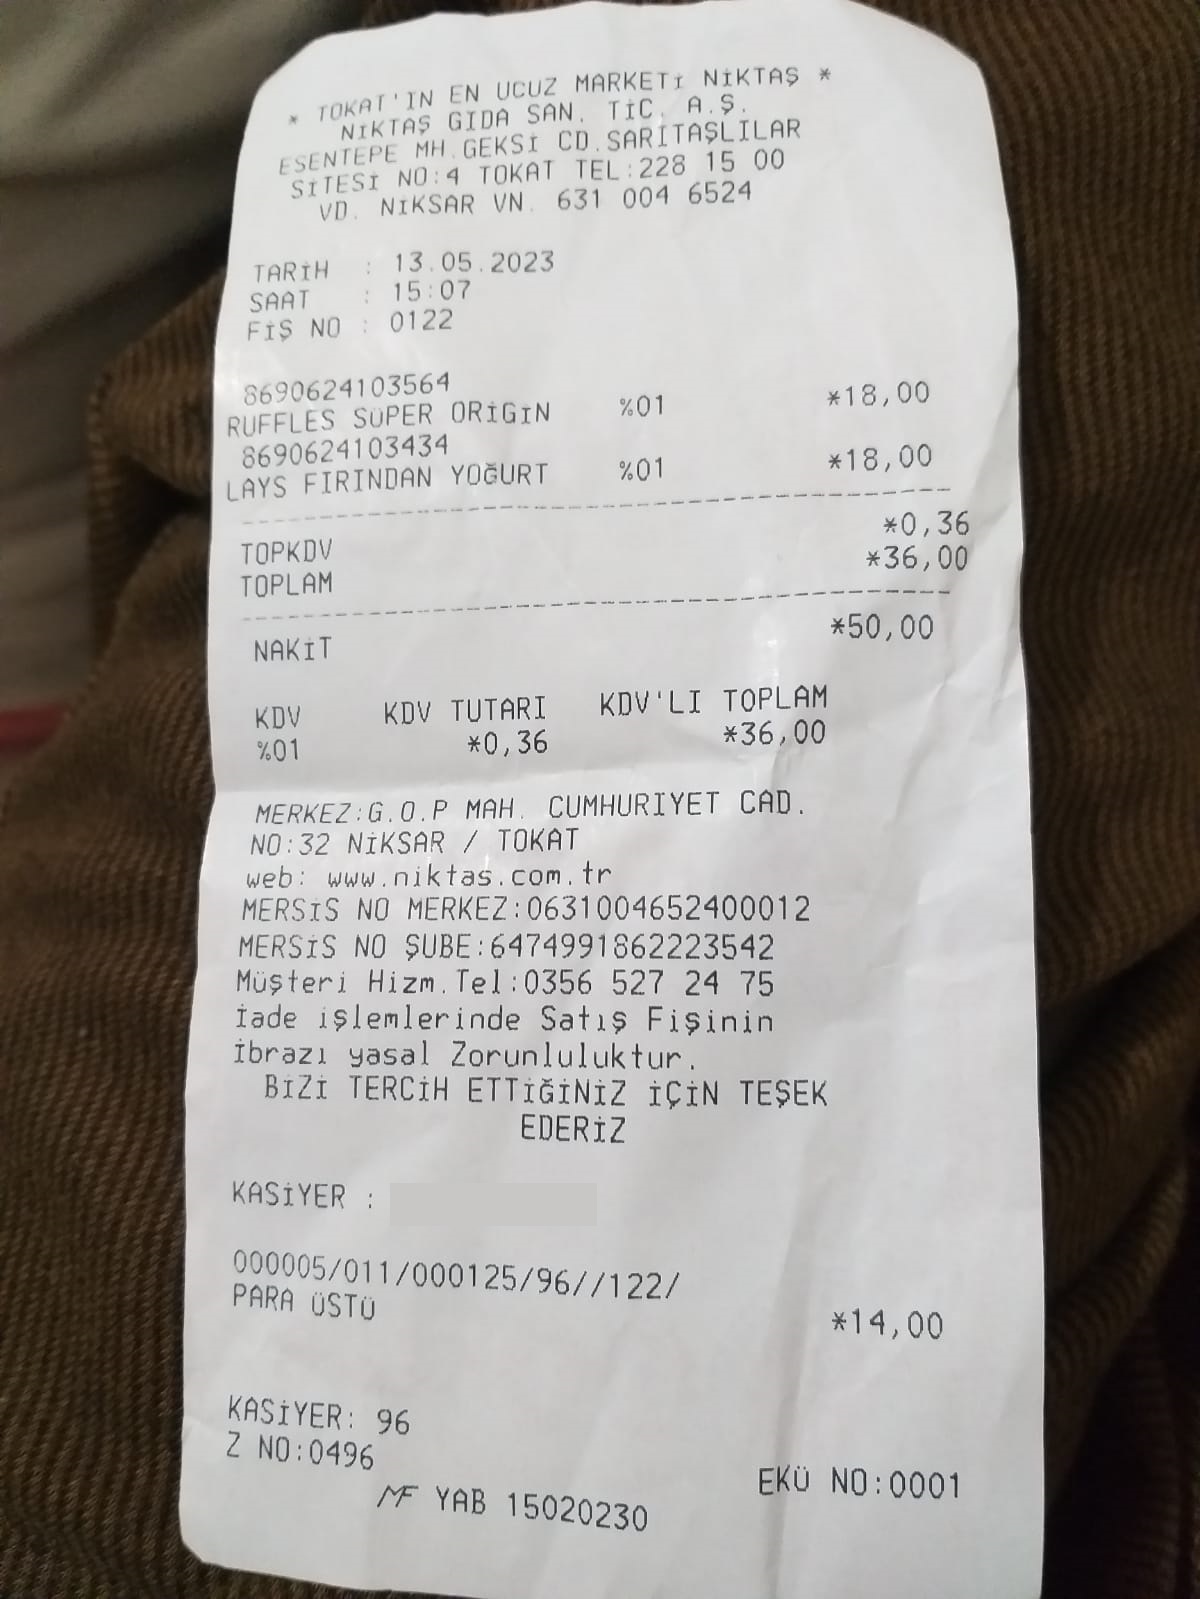 * TOKAT'IN EN UCUZ MARKETİ NİKTAŞ *
NİKTAŞ GIDA SAN. TİC. A.Ş.
ESENTEPE MH.GEKSİ CD.SARITAŞLILAR
SİTESİ NO:4 TOKAT TEL:228 15 00
VD. NİKSAR VN. 631 004 6524
TARİH : 13.05.2023
SAAT : 15:07
FİŞ NO : 0122
8690624103564
RUFFLES SÜPER ORİGİN %01 *18,00
8690624103434
LAYS FIRINDAN YOĞURT %01 *18,00
TOPKDV *0,36
TOPLAM *36,00
NAKİT *50,00
KDV KDV TUTARI KDV'LI TOPLAM
%01 *0,36 *36,00
MERKEZ:G.O.P MAH. CUMHURIYET CAD.
NO:32 NİKSAR / TOKAT
web: www.niktas.com.tr
MERSİS NO MERKEZ:0631004652400012
MERSİS NO ŞUBE:6474991862223542
Müşteri Hizm.Tel:0356 527 24 75
İade işlemlerinde Satış Fişinin
İbrazı yasal Zorunluluktur.
BİZİ TERCİH ETTİĞİNİZ İÇİN TEŞEK
EDERİZ
KASİYER :
000005/011/000125/96//122/
PARA ÜSTÜ *14,00
KASİYER: 96
Z NO:0496
EKÜ NO:0001
MF YAB 15020230